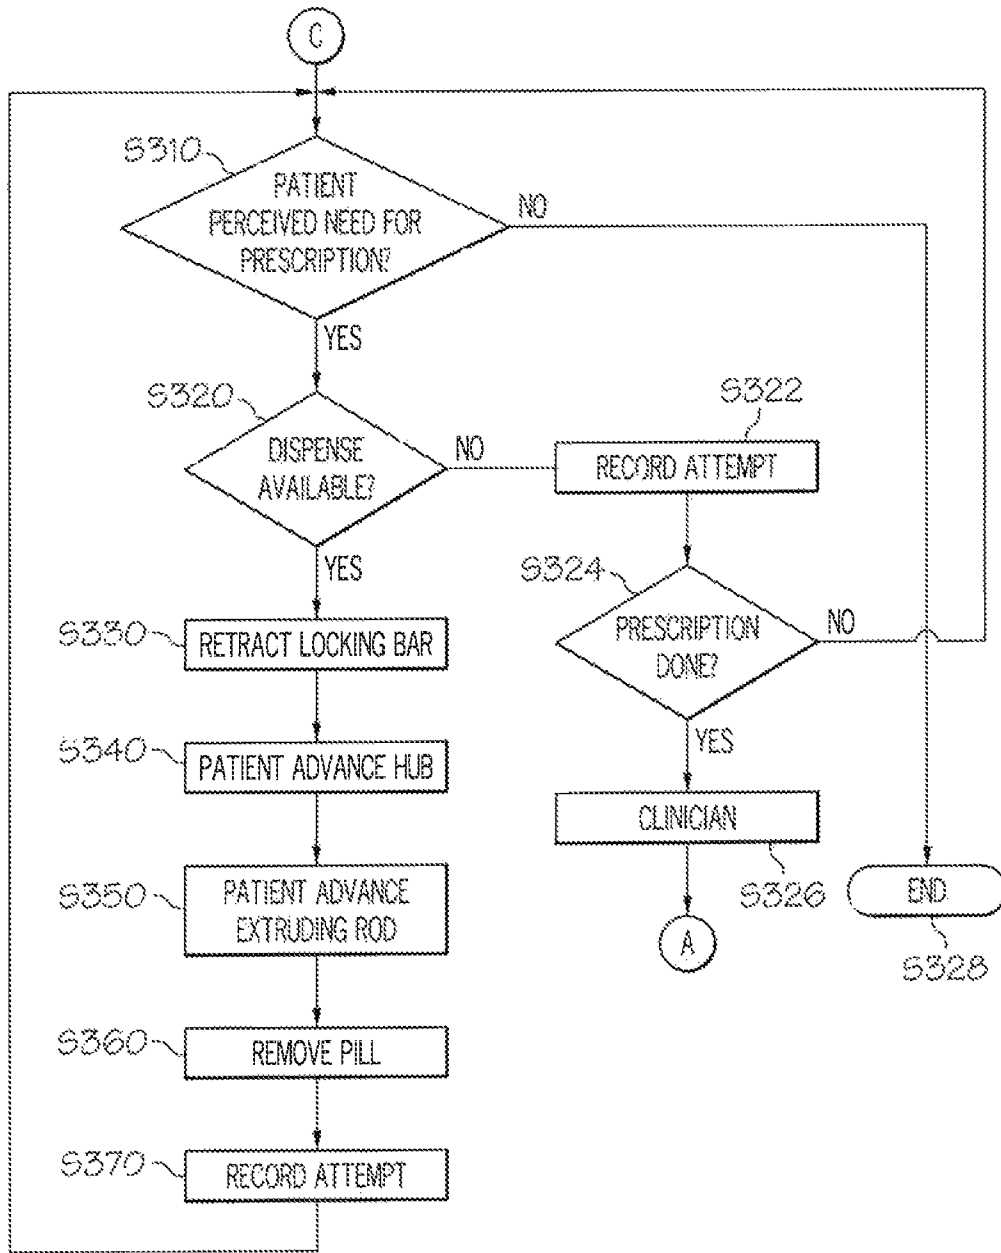 C
S310
PATIENT
PERCEIVED NEED FOR
PRESCRIPTION?
NO
YES
S320
DISPENSE
AVAILABLE?
NO
S322
RECORD ATTEMPT
YES
S324
PRESCRIPTION
DONE?
NO
S330
RETRACT LOCKING BAR
YES
S340
PATIENT ADVANCE HUB
CLINICIAN
S326
S350
PATIENT ADVANCE
EXTRUDING ROD
END
S328
A
S360
REMOVE PILL
S370
RECORD ATTEMPT